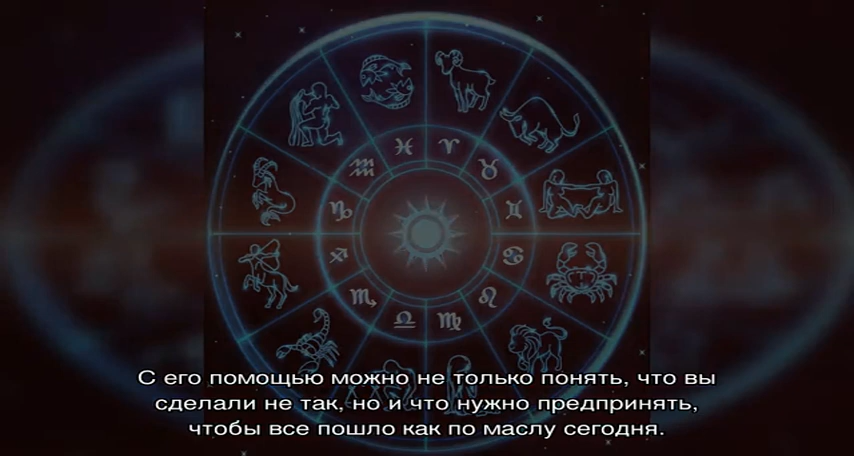 С его помощью можно не только понять, что вы
сделали не так, но и что нужно предпринять,
чтобы все пошло как по маслу сегодня.